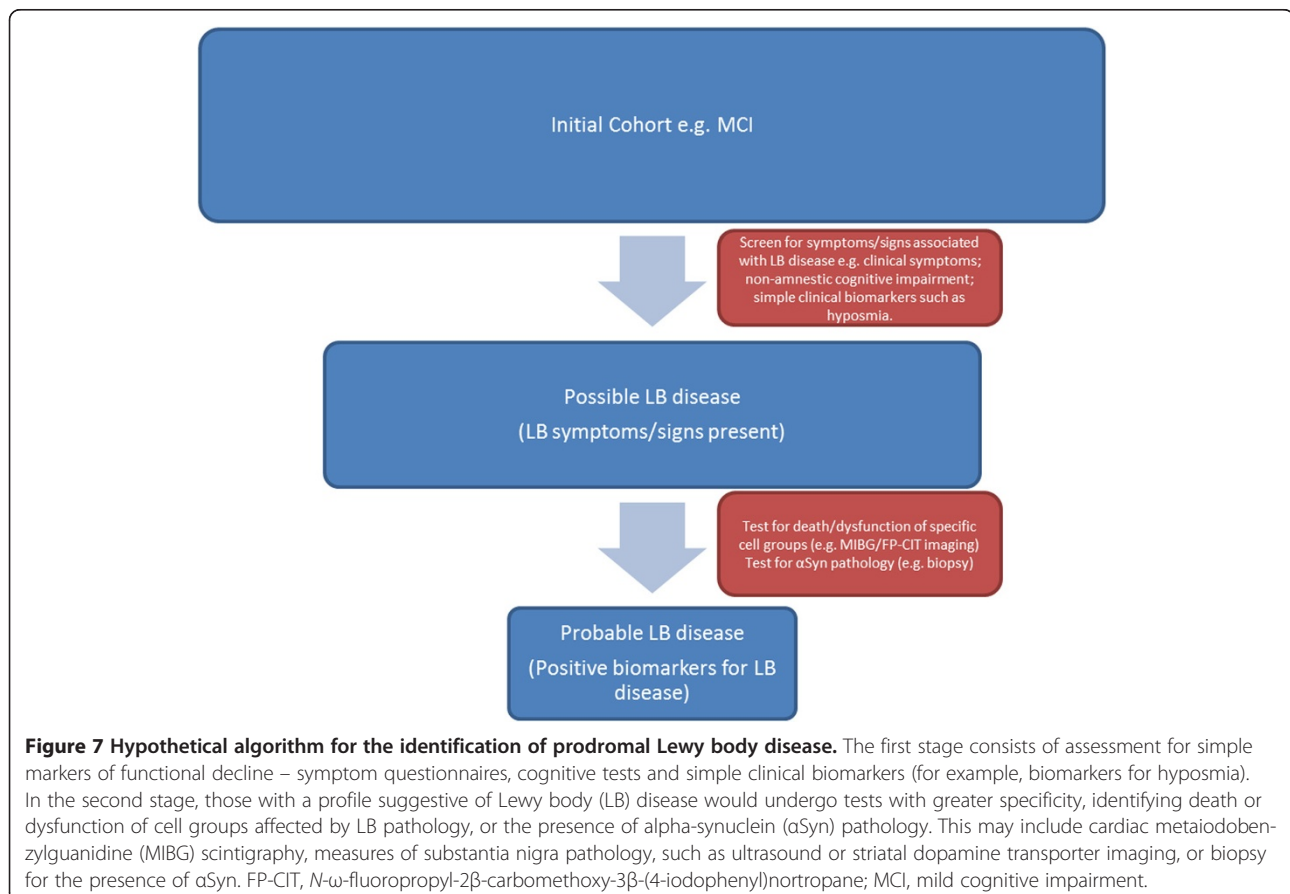 Initial Cohort e.g. MCI
Screen for symptoms/signs associated
with LB disease e.g. clinical symptoms;
non-amnestic cognitive impairment;
simple clinical biomarkers such as
hyposmia.
Possible LB disease
(LB symptoms/signs present)
Test for death/dysfunction of specific
cell groups (e.g. MIBG/FP-CIT imaging)
Test for αSyn pathology (e.g. biopsy)
Probable LB disease
(Positive biomarkers for LB
disease)
Figure 7 Hypothetical algorithm for the identification of prodromal Lewy body disease. The first stage consists of assessment for simple
markers of functional decline – symptom questionnaires, cognitive tests and simple clinical biomarkers (for example, biomarkers for hyposmia).
In the second stage, those with a profile suggestive of Lewy body (LB) disease would undergo tests with greater specificity, identifying death or
dysfunction of cell groups affected by LB pathology, or the presence of alpha-synuclein (αSyn) pathology. This may include cardiac metaiodoben-
zylguanidine (MIBG) scintigraphy, measures of substantia nigra pathology, such as ultrasound or striatal dopamine transporter imaging, or biopsy
for the presence of αSyn. FP-CIT, N-ω-fluoropropyl-2β-carbomethoxy-3β-(4-iodophenyl)nortropane; MCI, mild cognitive impairment.